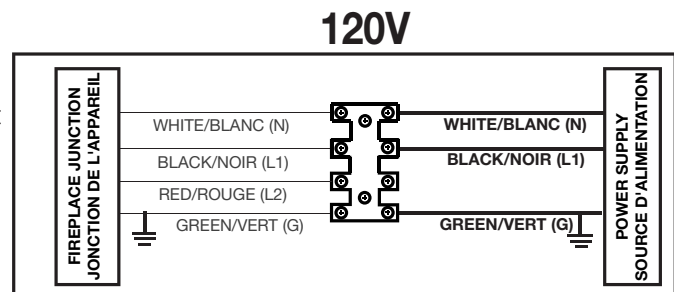 120V
FIREPLACE JUNCTION
JONCTION DE L'APPAREIL
WHITE/BLANC (N)
BLACK/NOIR (L1)
RED/ROUGE (L2)
GREEN/VERT (G)
WHITE/BLANC (N)
BLACK/NOIR (L1)
GREEN/VERT (G)
POWER SUPPLY
SOURCE D'ALIMENTATION